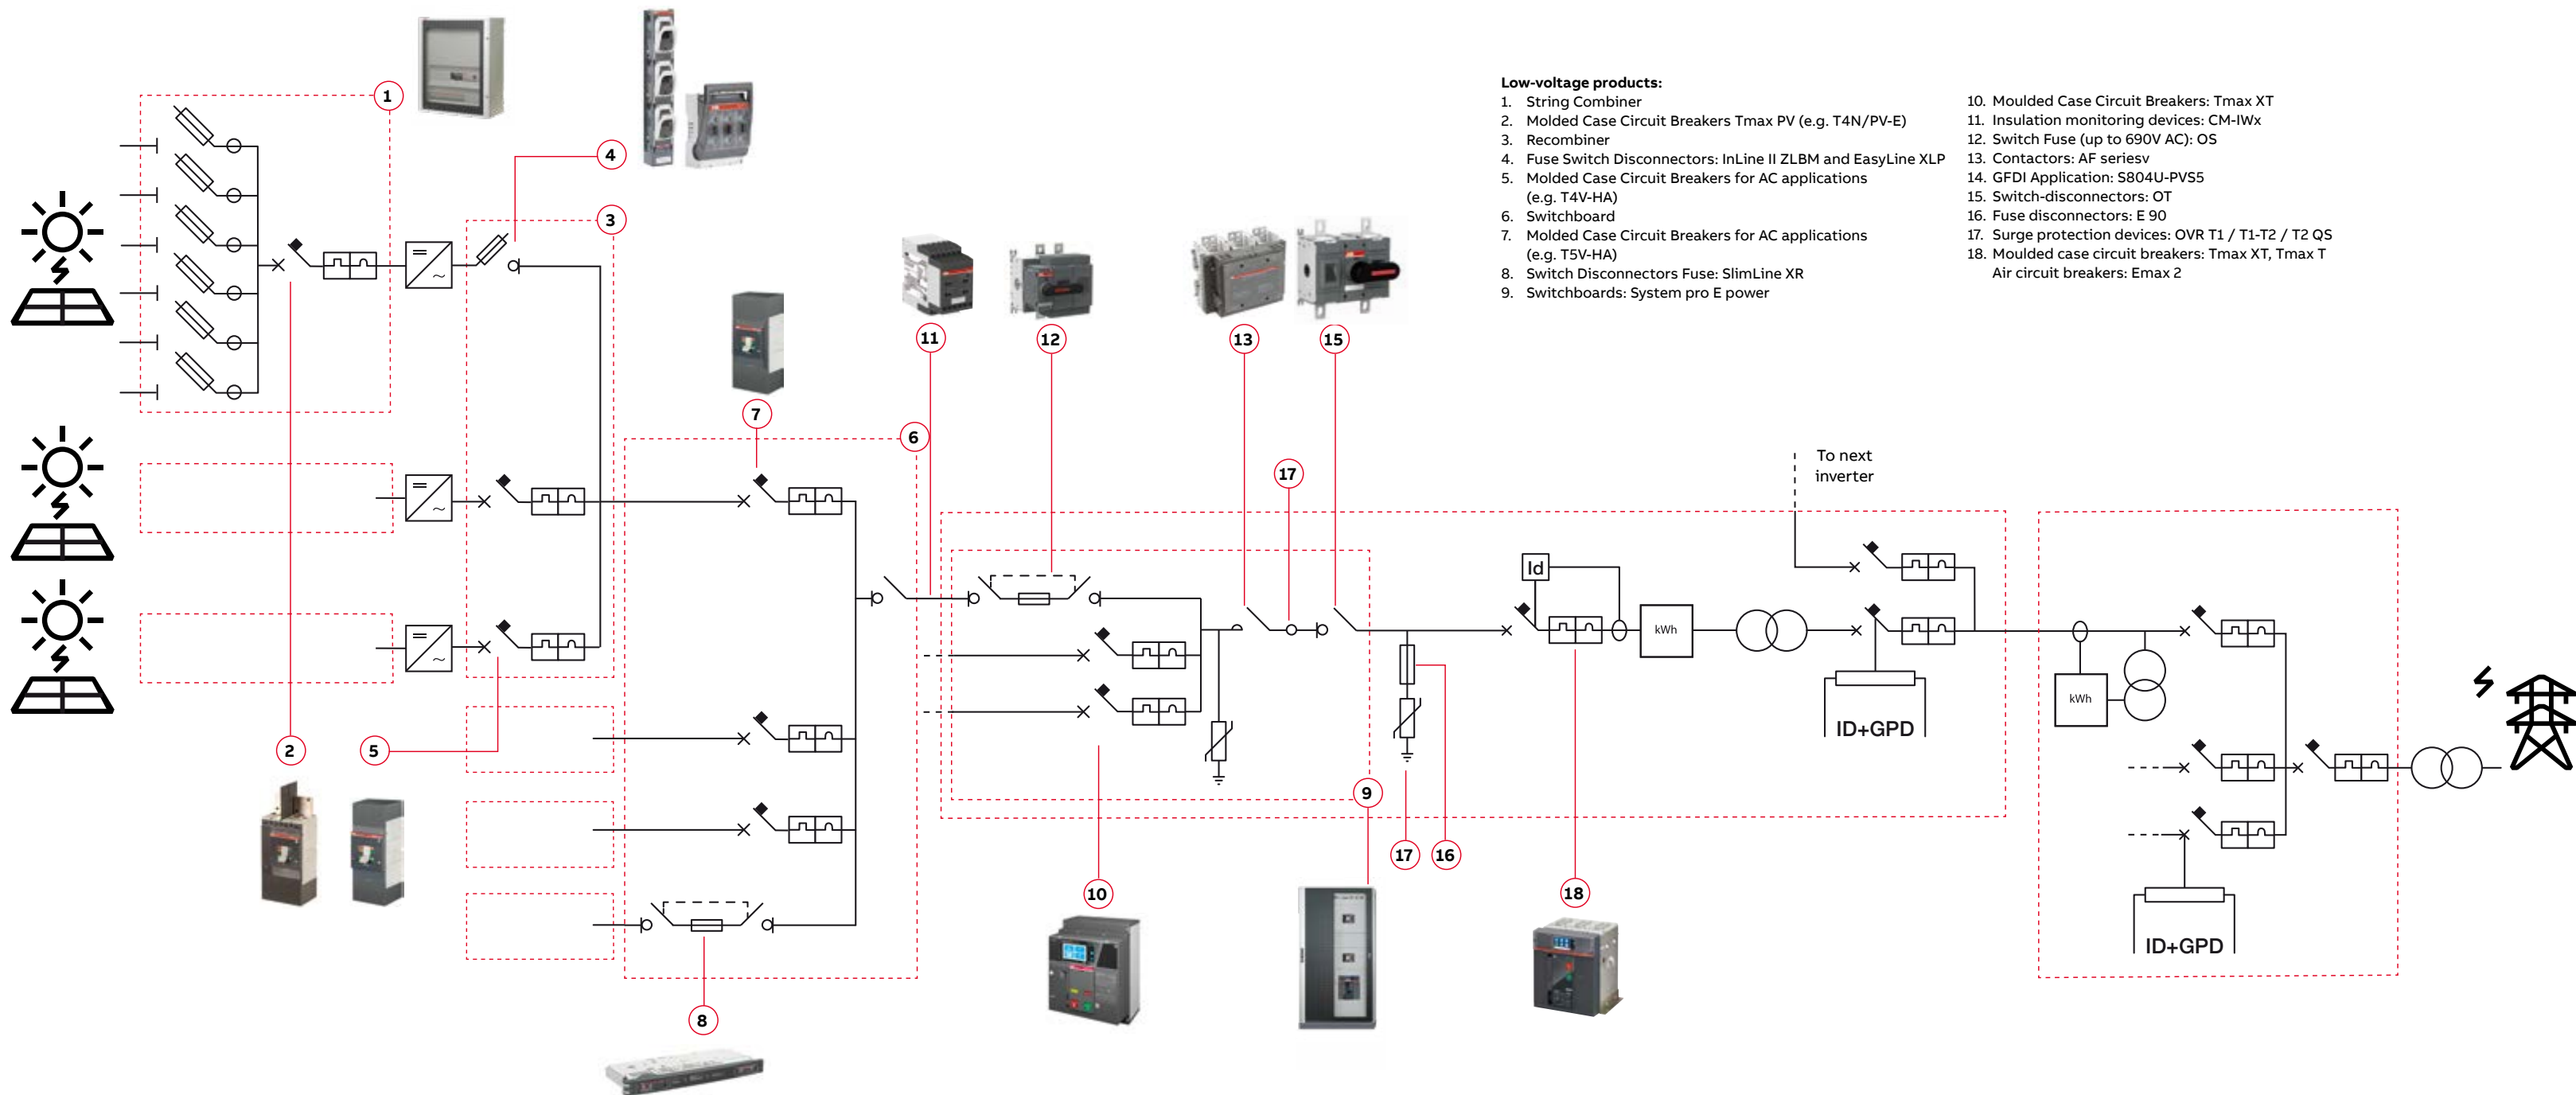 Low-voltage products:
1. String Combiner
2. Molded Case Circuit Breakers Tmax PV (e.g. T4N/PV-E)
3. Recombiner
4. Fuse Switch Disconnectors: InLine II ZLBM and EasyLine XLP
5. Molded Case Circuit Breakers for AC applications
(e.g. T4V-HA)
6. Switchboard
7. Molded Case Circuit Breakers for AC applications
(e.g. T5V-HA)
8. Switch Disconnectors Fuse: SlimLine XR
9. Switchboards: System pro E power
10. Moulded Case Circuit Breakers: Tmax XT
11. Insulation monitoring devices: CM-IWx
12. Switch Fuse (up to 690V AC): OS
13. Contactors: AF seriesv
14. GFDI Application: S804U-PVS5
15. Switch-disconnectors: OT
16. Fuse disconnectors: E 90
17. Surge protection devices: OVR T1 / T1-T2 / T2 QS
18. Moulded case circuit breakers: Tmax XT, Tmax T
Air circuit breakers: Emax 2
1
4
3
11
12
13
15
7
6
17
To next
inverter
Id
kWh
ID+GPD
kWh
2
5
9
17
16
10
18
ID+GPD
8